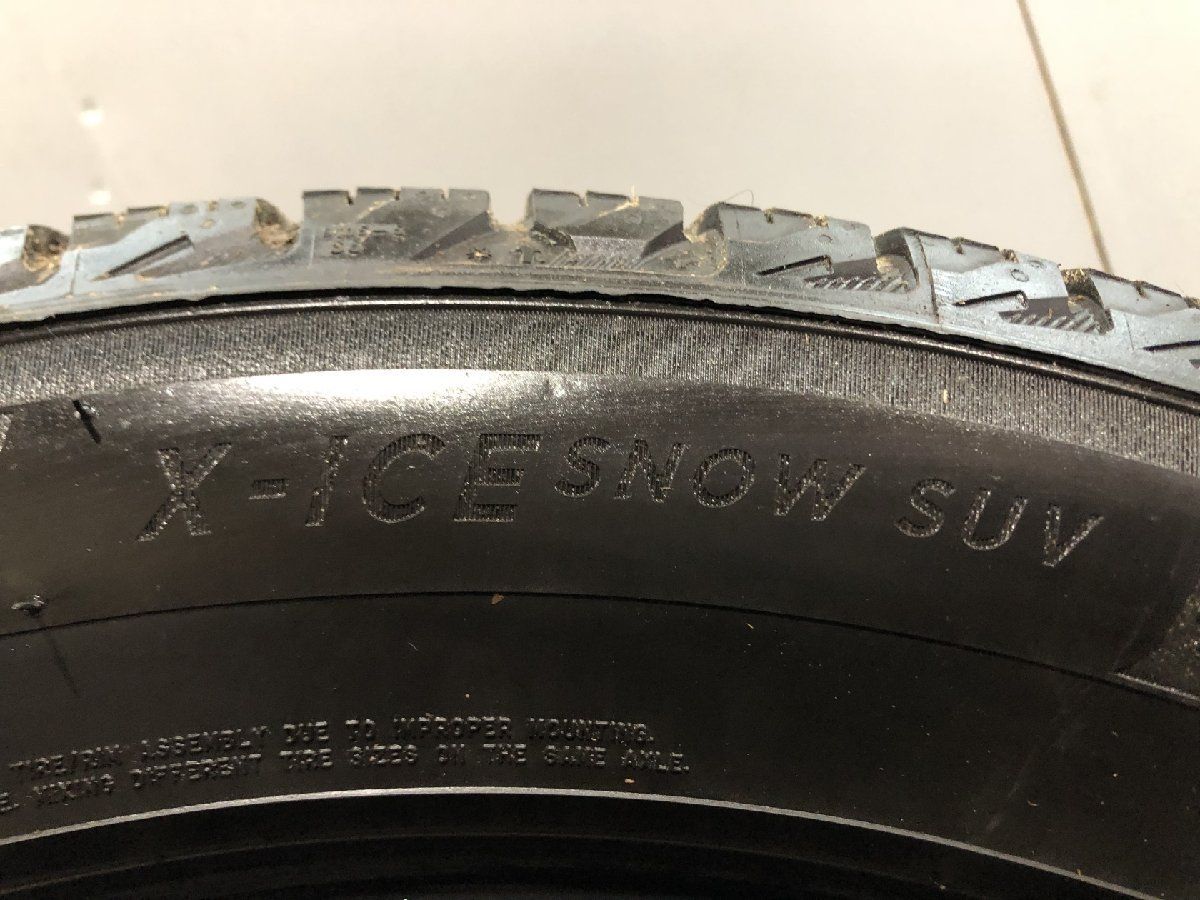 X-ICE SNOW SUV
TIRE/RIM ASSEMBLY DUE TO IMPROPER MOUNTING.
MIXING DIFFERENT TIRE SIZES ON THE SAME AXLE.